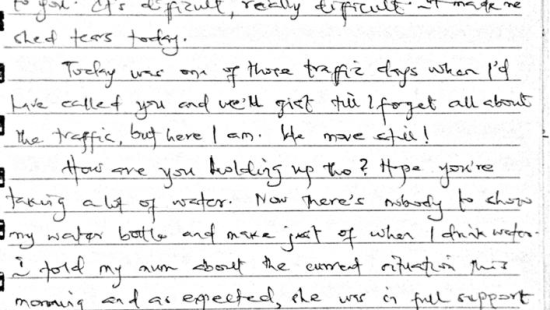 to you. It's difficult, really difficult. It made me
shed tears today.
Today was one of those traffic days when I'd
have called you and we'll gist till I forget all about
the traffic, but here I am. We move still!
How are you holding up tho? Hope you're
taking a lot of water. Now there's nobody to show
my water bottle and make jest of when I drink water.
I told my mum about the current situation this
morning and as expected, she was in full support